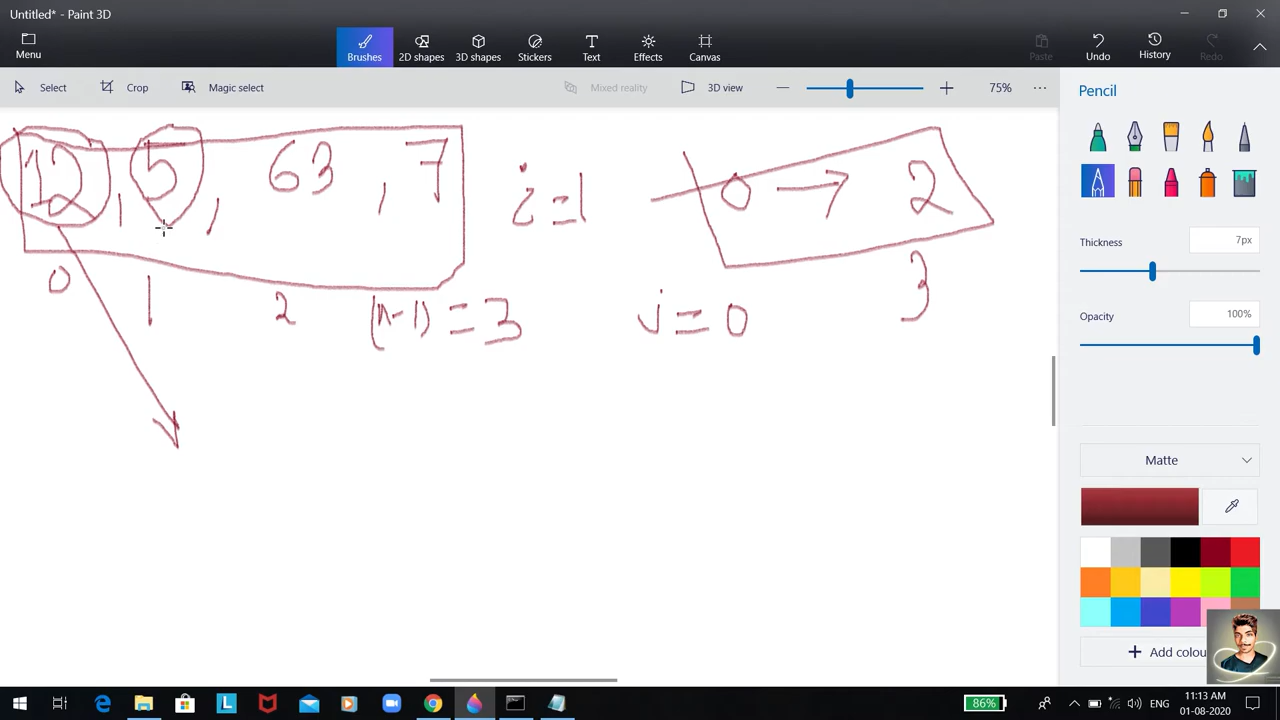 Untitled* - Paint 3D
Menu
Brushes
2D shapes
3D shapes
Stickers
Text
Effects
Canvas
Paste
Undo
History
Redo
Select
Crop
Magic select
Mixed reality
3D view
75%
Pencil
12, 5, 63, 7
i=1
0 → 2
0 1 2 (n-1) = 3
j=0
3
Thickness
7px
Opacity
100%
Matte
Add colou
86%
ENG
11:13 AM
01-08-2020